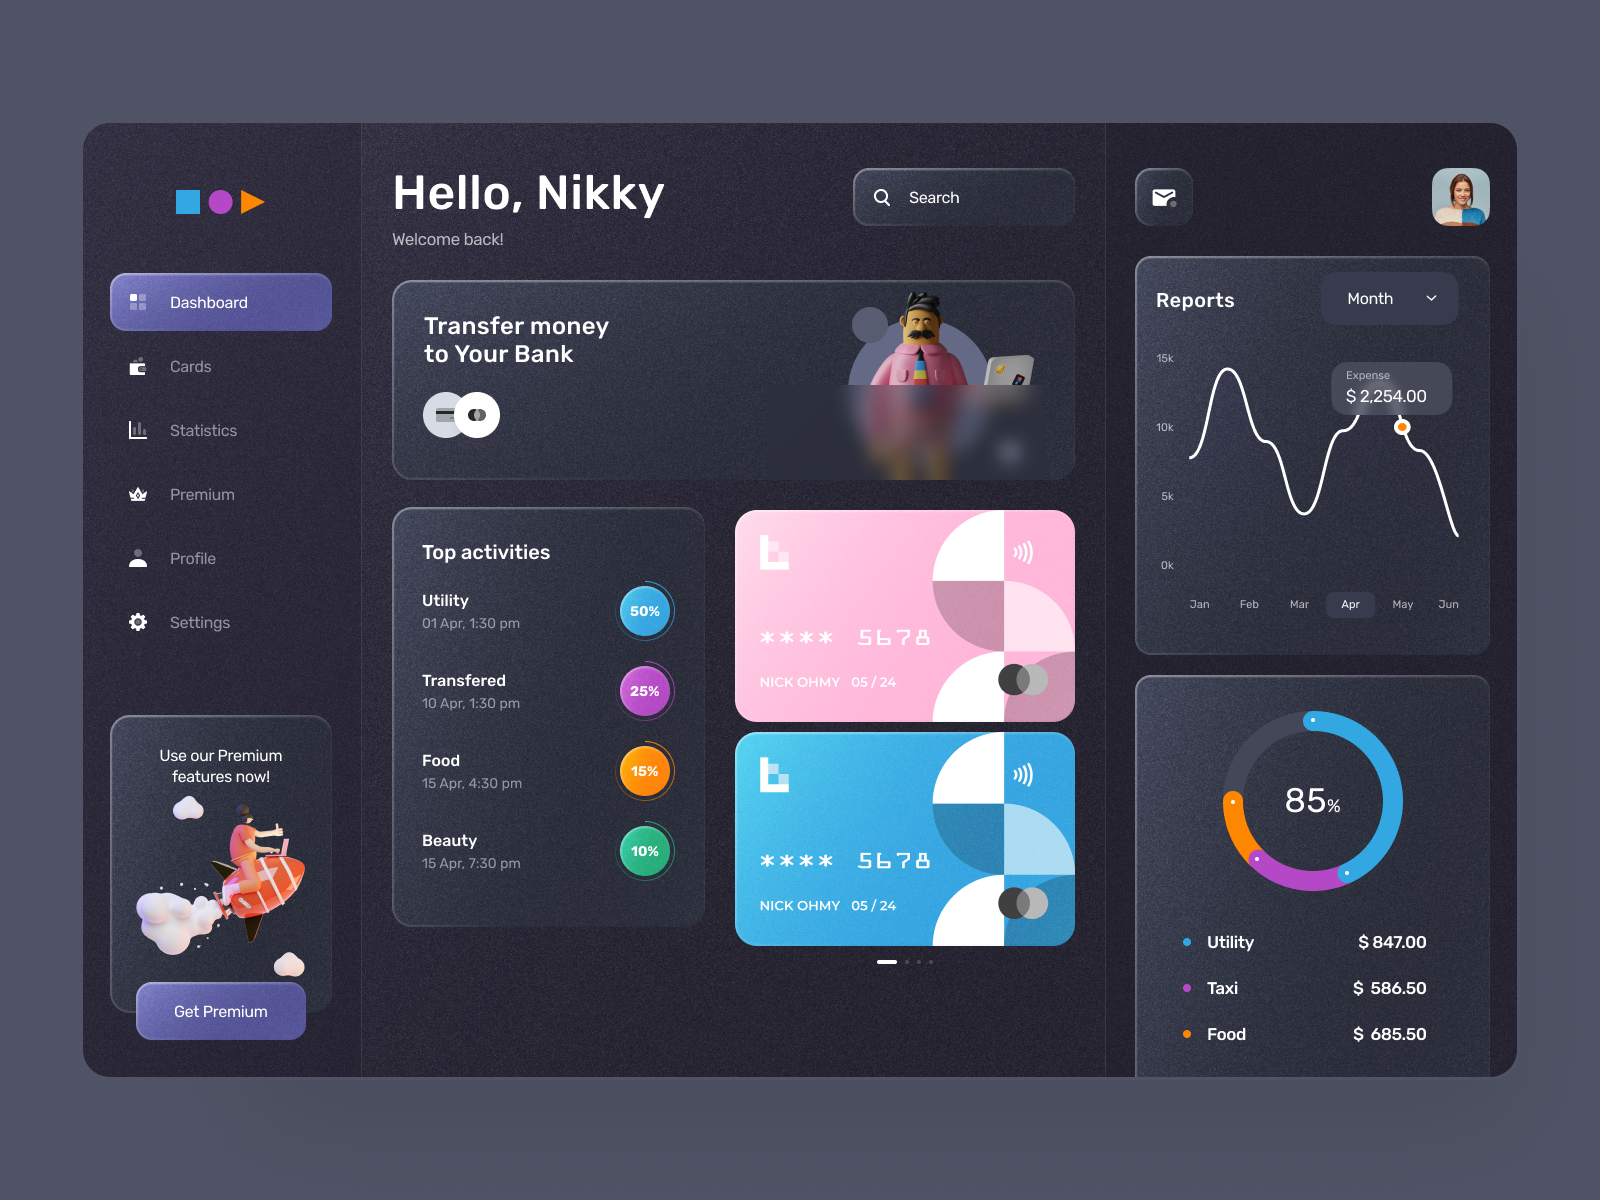 Dashboard
Cards
Statistics
Premium
Profile
Settings
Use our Premium
features now!
Get Premium
Hello, Nikky
Welcome back!
Search
Transfer money
to Your Bank
Top activities
Utility
01 Apr, 1:30 pm
50%
Transfered
10 Apr, 1:30 pm
25%
Food
15 Apr, 4:30 pm
15%
Beauty
15 Apr, 7:30 pm
10%
**** 5678
NICK OHMY 05 / 24
**** 5678
NICK OHMY 05 / 24
Reports
Month
15k
10k
5k
0k
Expense
$ 2,254.00
Jan Feb Mar Apr May Jun
85%
Utility $ 847.00
Taxi $ 586.50
Food $ 685.50